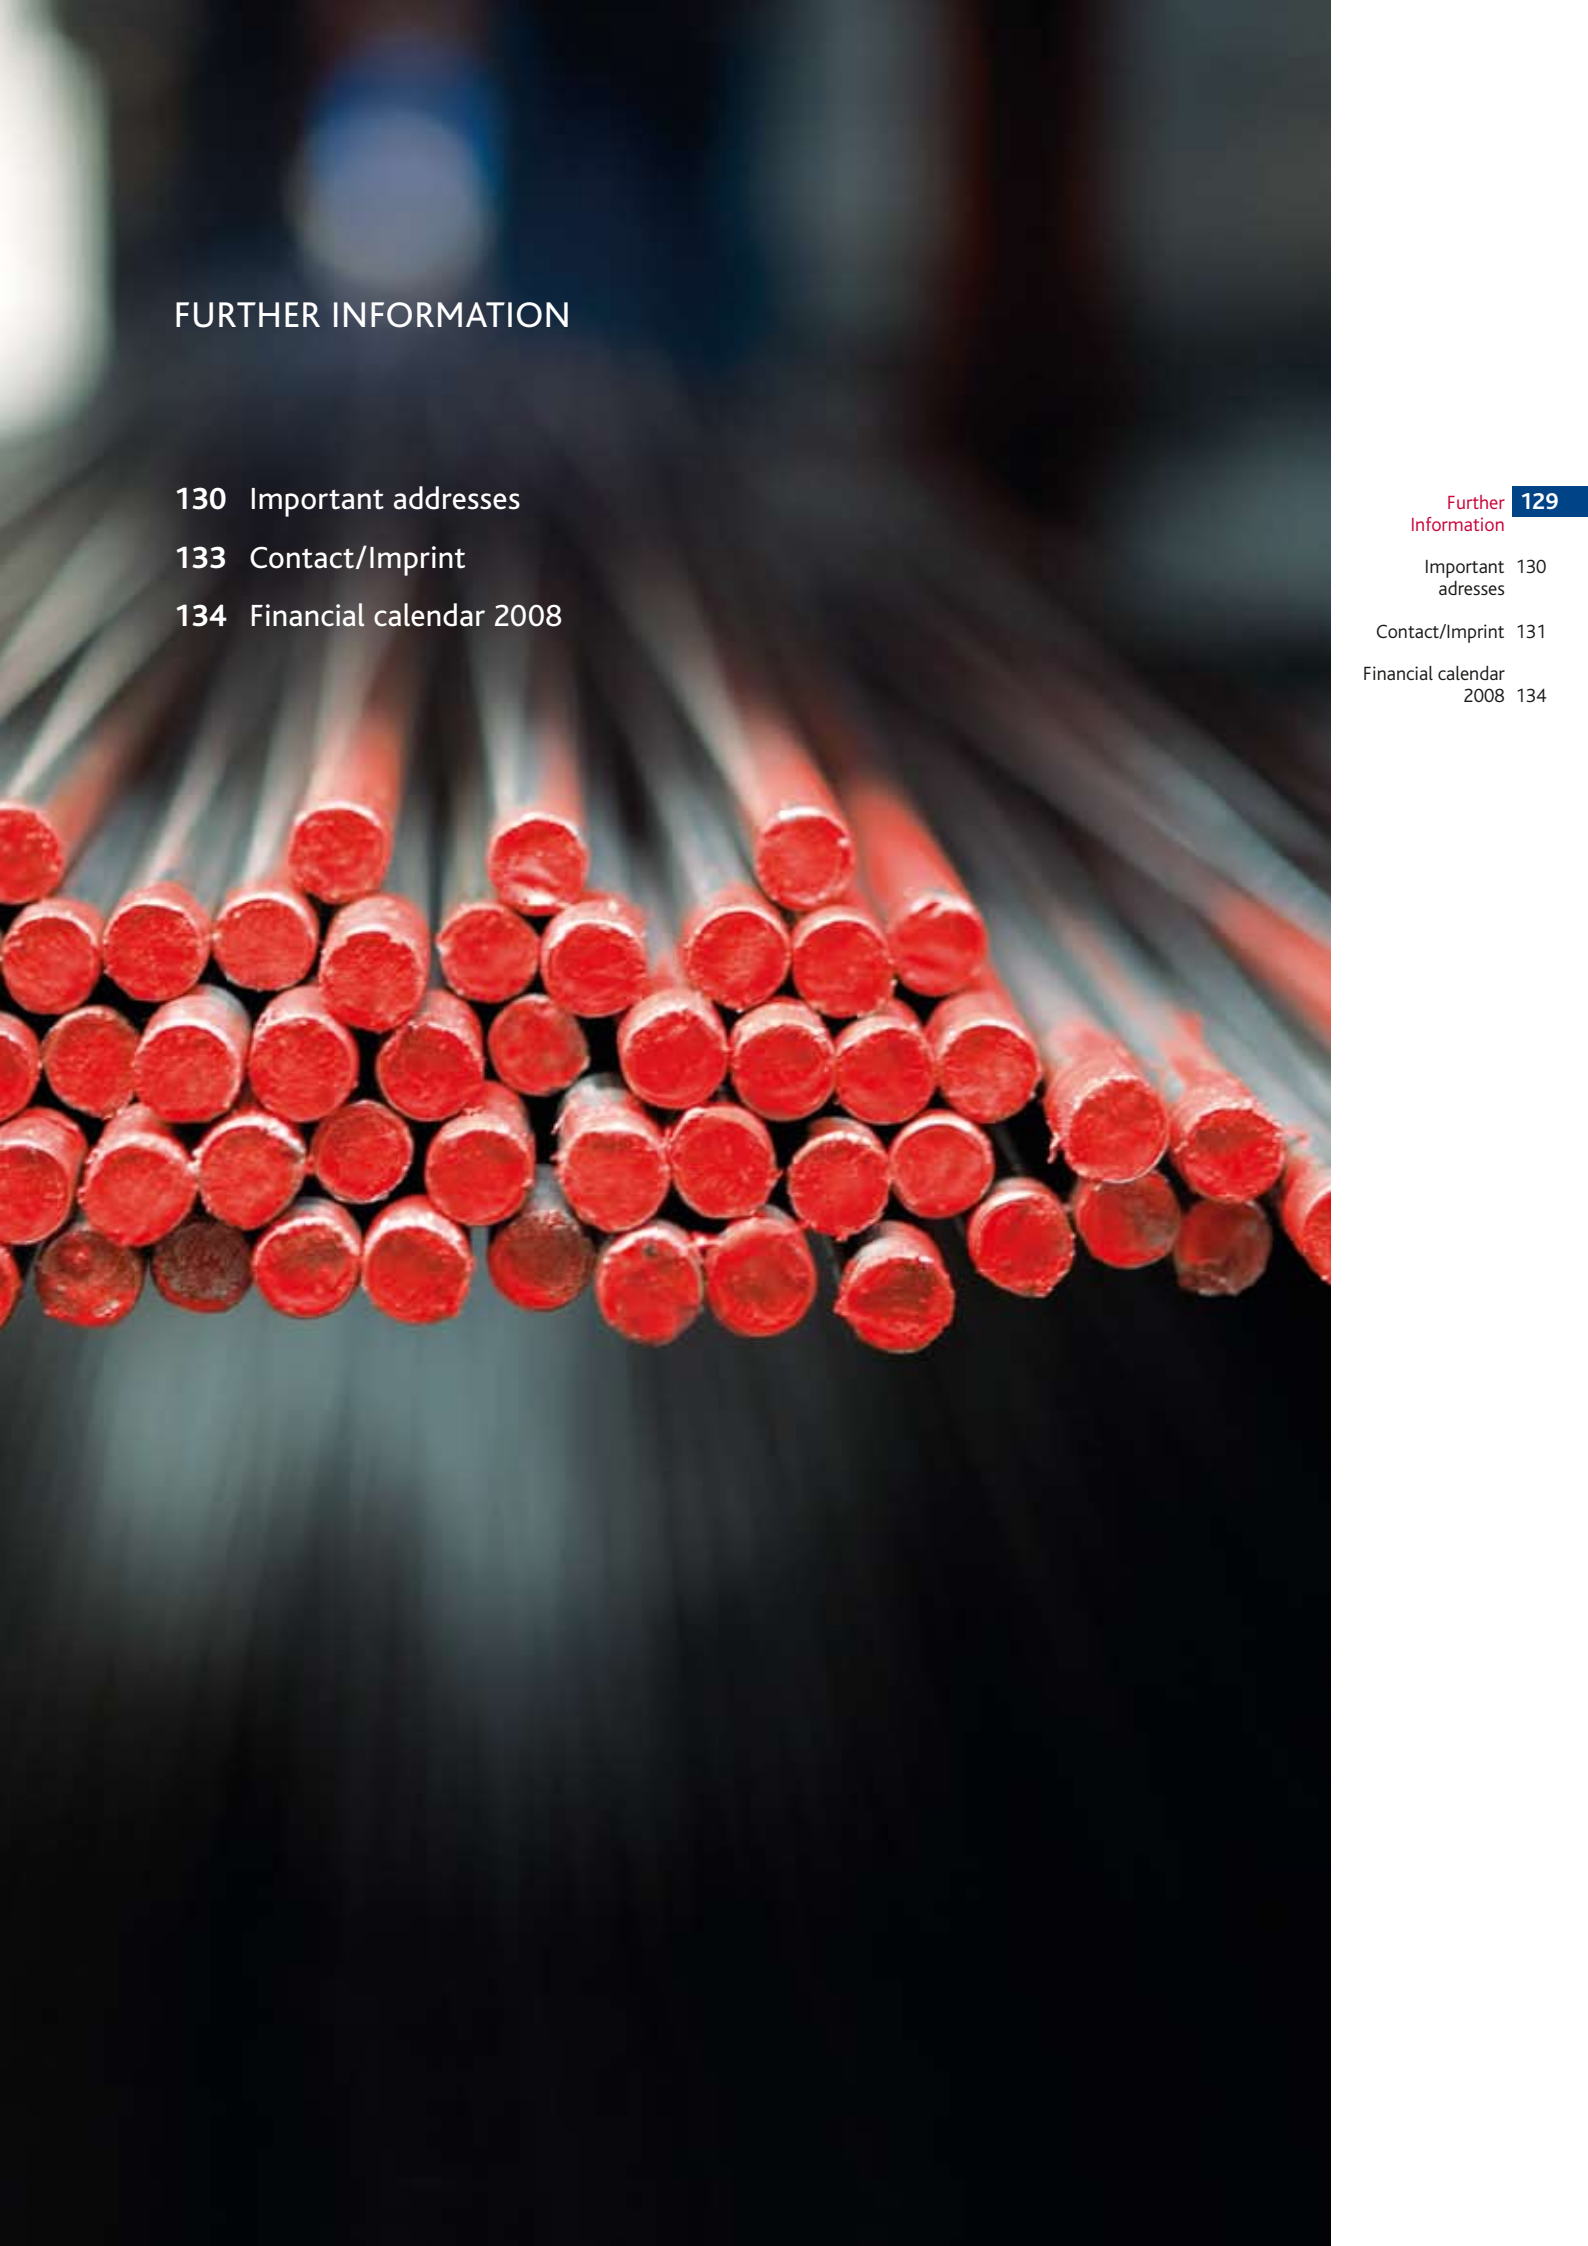 FURTHER INFORMATION
130 Important addresses
133 Contact/Imprint
134 Financial calendar 2008
Further 129
Information
Important 130
adresses
Contact/Imprint 131
Financial calendar
2008 134